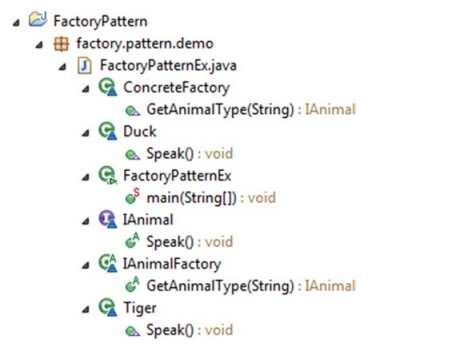 FactoryPattern
factory.pattern.demo
FactoryPatternEx.java
ConcreteFactory
GetAnimalType(String) : IAnimal
Duck
Speak() : void
FactoryPatternEx
main(String[]) : void
IAnimal
Speak() : void
IAnimalFactory
GetAnimalType(String) : IAnimal
Tiger
Speak() : void